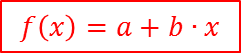 f(x) = a + b · x